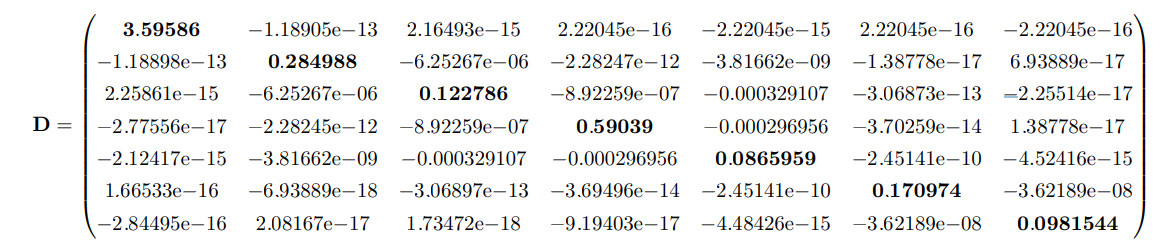 3.59586 −1.18905e−13 2.16493e−15 2.22045e−16 −2.22045e−15 2.22045e−16 −2.22045e−16
−1.18898e−13 0.284988 −6.25267e−06 −2.28247e−12 −3.81662e−09 −1.38778e−17 6.93889e−17
2.25861e−15 −6.25267e−06 0.122786 −8.92259e−07 −0.000329107 −3.06873e−13 −2.25514e−17
D = −2.77556e−17 −2.28245e−12 −8.92259e−07 0.59039 −0.000296956 −3.70259e−14 1.38778e−17
−2.12417e−15 −3.81662e−09 −0.000329107 −0.000296956 0.0865959 −2.45141e−10 −4.52416e−15
1.66533e−16 −6.93889e−18 −3.06897e−13 −3.69496e−14 −2.45141e−10 0.170974 −3.62189e−08
−2.84495e−16 2.08167e−17 1.73472e−18 −9.19403e−17 −4.48426e−15 −3.62189e−08 0.0981544